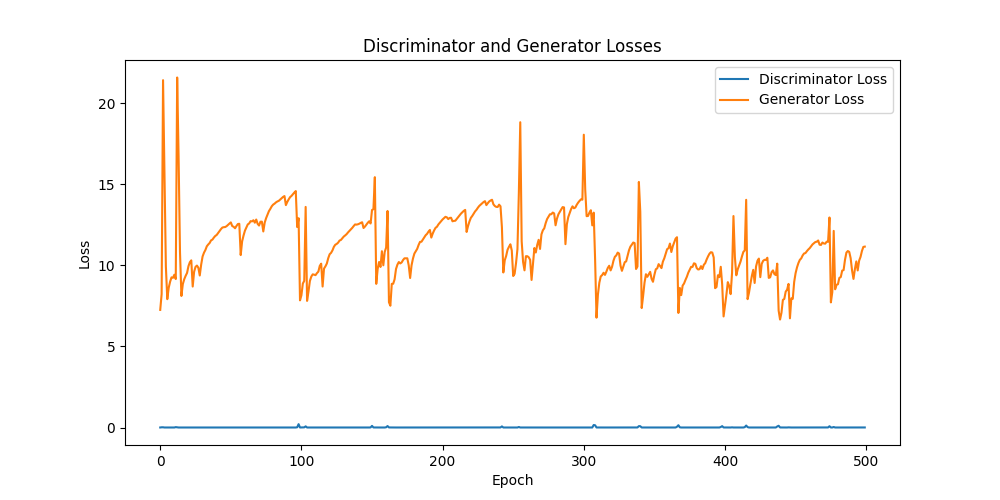 Discriminator and Generator Losses
Discriminator Loss
Generator Loss
20
15
10
5
0
Loss
0 100 200 300 400 500
Epoch